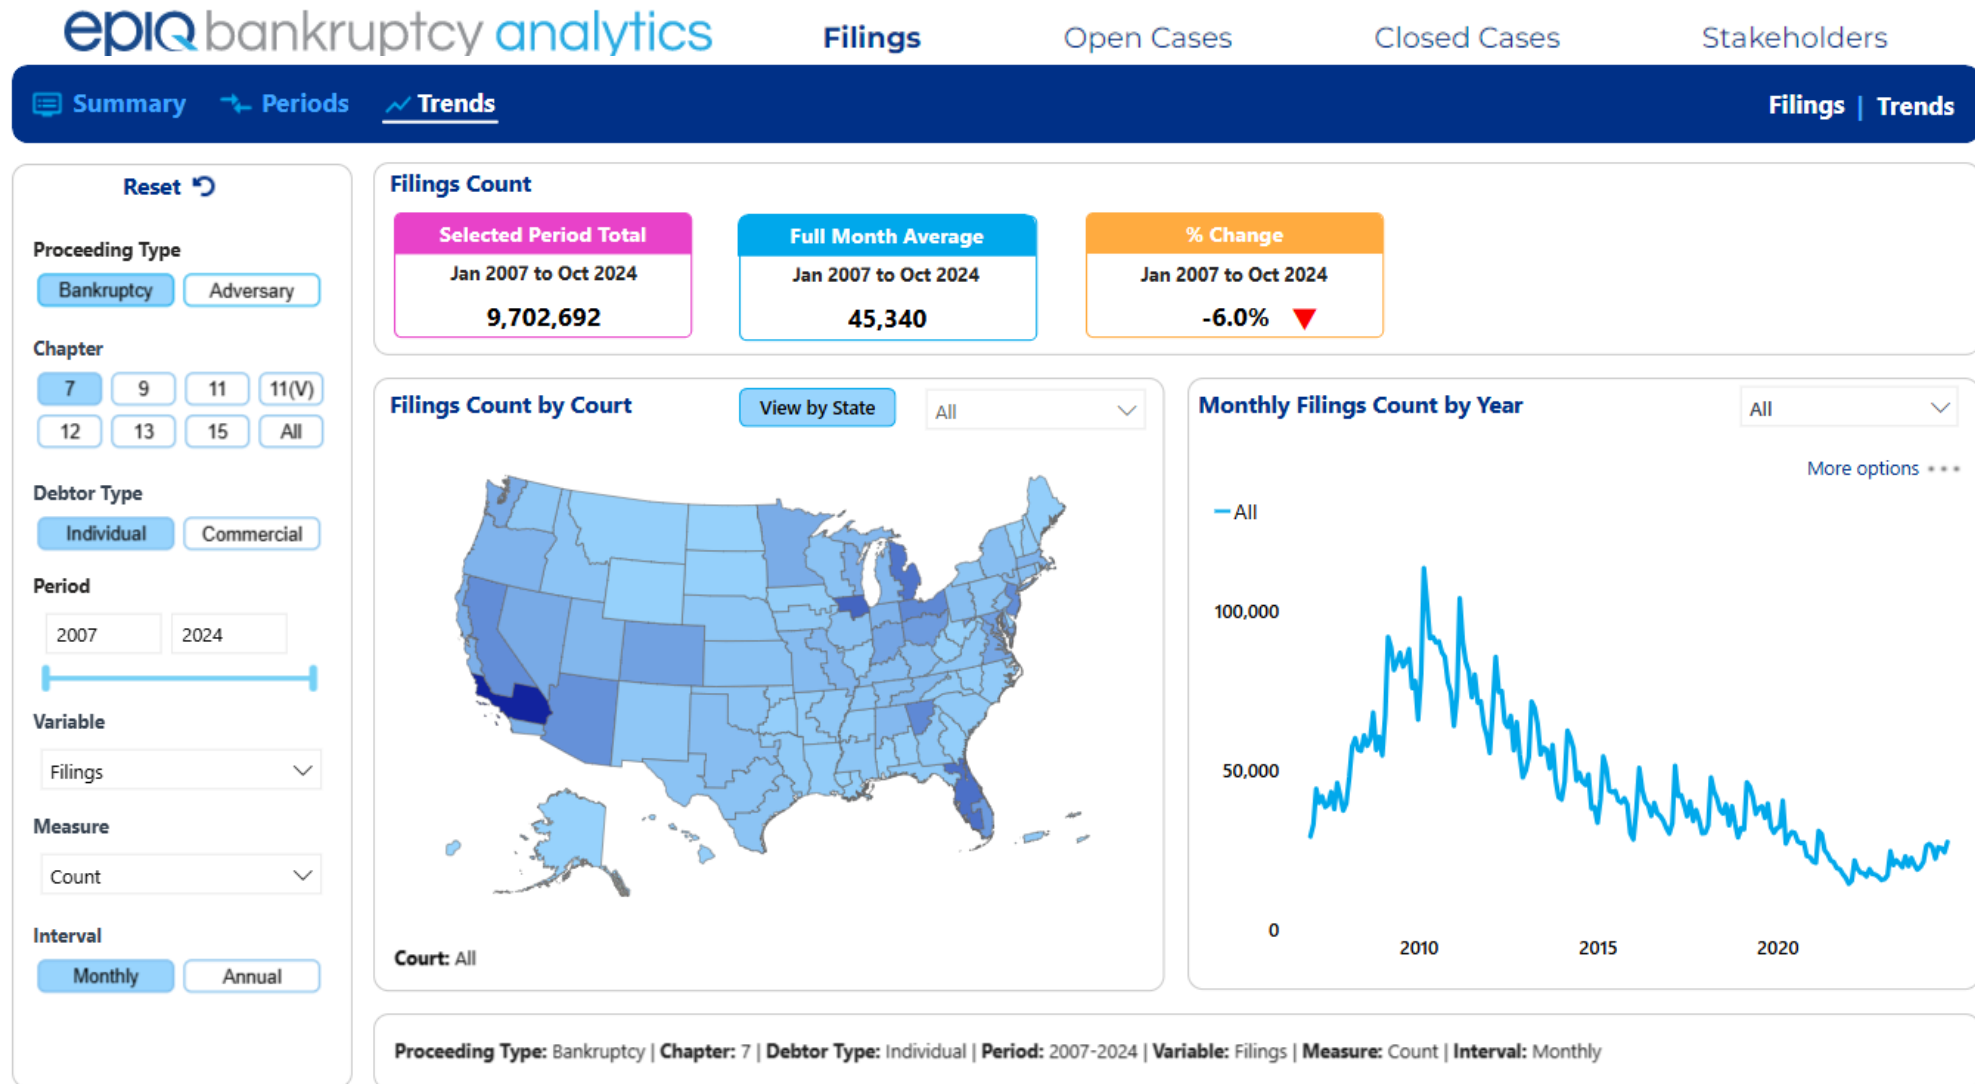 epiq bankruptcy analytics
Filings
Open Cases
Closed Cases
Stakeholders
Summary
Periods
Trends
Filings | Trends
Reset
Proceeding Type
Bankruptcy
Adversary
Chapter
7
9
11
11(V)
12
13
15
All
Debtor Type
Individual
Commercial
Period
2007
2024
Variable
Filings
Measure
Count
Interval
Monthly
Annual
Filings Count
Selected Period Total
Jan 2007 to Oct 2024
9,702,692
Full Month Average
Jan 2007 to Oct 2024
45,340
% Change
Jan 2007 to Oct 2024
-6.0%
Filings Count by Court
View by State
All
Court: All
Monthly Filings Count by Year
All
More options
All
100,000
50,000
0
2010
2015
2020
Proceeding Type: Bankruptcy | Chapter: 7 | Debtor Type: Individual | Period: 2007-2024 | Variable: Filings | Measure: Count | Interval: Monthly